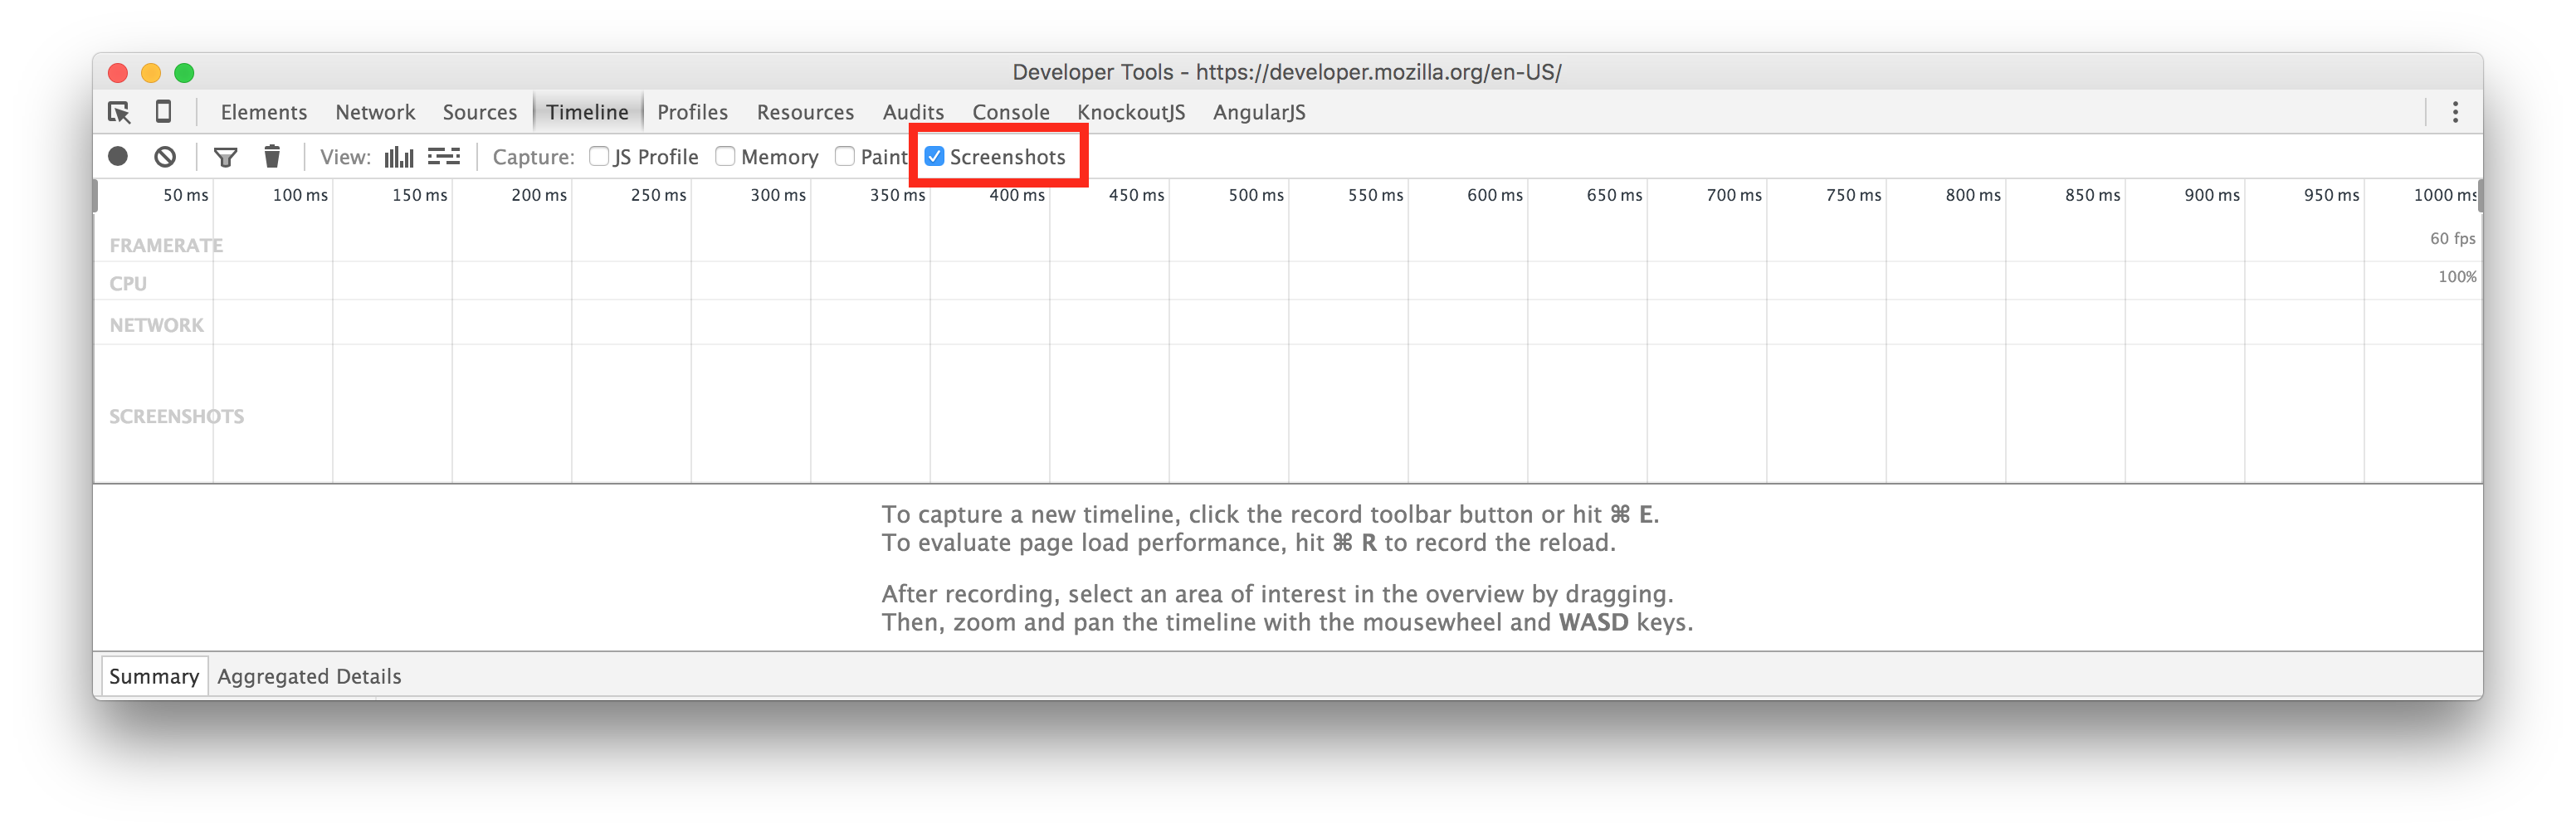 Developer Tools - https://developer.mozilla.org/en-US/
Elements Network Sources Timeline Profiles Resources Audits Console KnockoutJS AngularJS
View: Capture: JS Profile Memory Paint Screenshots
50 ms 100 ms 150 ms 200 ms 250 ms 300 ms 350 ms 400 ms 450 ms 500 ms 550 ms 600 ms 650 ms 700 ms 750 ms 800 ms 850 ms 900 ms 950 ms 1000 ms
FRAMERATE 60 fps
CPU 100%
NETWORK
SCREENSHOTS
To capture a new timeline, click the record toolbar button or hit ⌘ E.
To evaluate page load performance, hit ⌘ R to record the reload.
After recording, select an area of interest in the overview by dragging.
Then, zoom and pan the timeline with the mousewheel and WASD keys.
Summary Aggregated Details